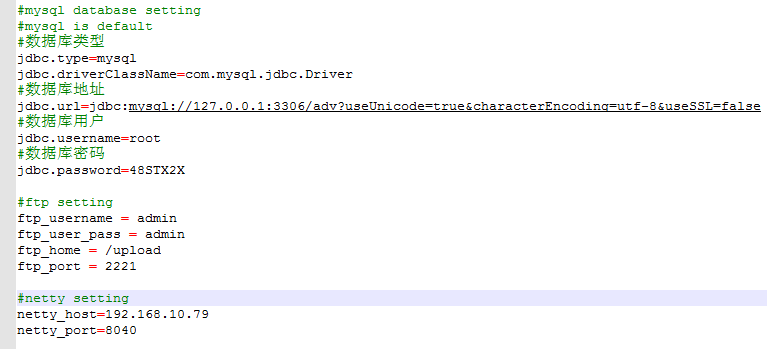 #mysql database setting
#mysql is default
#数据库类型
jdbc.type=mysql
jdbc.driverClassName=com.mysql.jdbc.Driver
#数据库地址
jdbc.url=jdbc:mysql://127.0.0.1:3306/adv?useUnicode=true&characterEncoding=utf-8&useSSL=false
#数据库用户
jdbc.username=root
#数据库密码
jdbc.password=48STX2X
#ftp setting
ftp_username = admin
ftp_user_pass = admin
ftp_home = /upload
ftp_port = 2221
#netty setting
netty_host=192.168.10.79
netty_port=8040